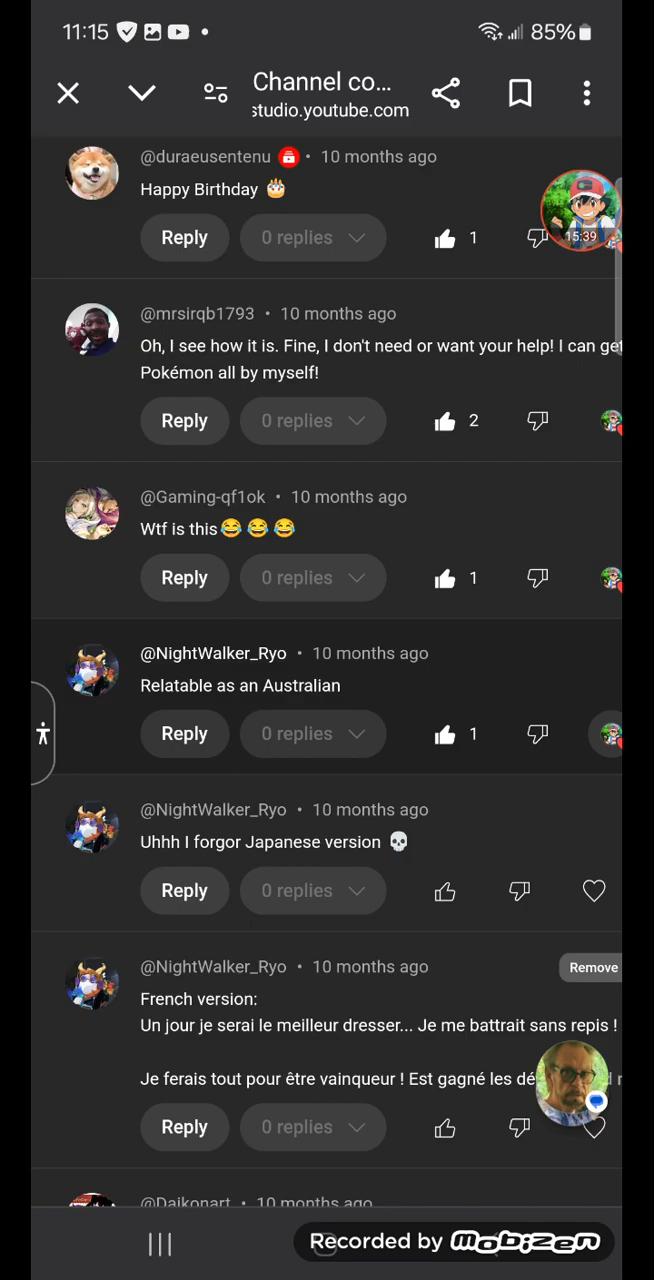 11:15
85%
Channel co...
studio.youtube.com
@duraeusentenu • 10 months ago
Happy Birthday 🎂
Reply 0 replies 1
15:39
@mrsirqb1793 • 10 months ago
Oh, I see how it is. Fine, I don't need or want your help! I can get
Pokémon all by myself!
Reply 0 replies 2
@Gaming-qf1ok • 10 months ago
Wtf is this😂😂😂
Reply 0 replies 1
@NightWalker_Ryo • 10 months ago
Relatable as an Australian
Reply 0 replies 1
@NightWalker_Ryo • 10 months ago
Uhhh I forgor Japanese version 💀
Reply 0 replies
@NightWalker_Ryo • 10 months ago
Remove
French version:
Un jour je serai le meilleur dresser... Je me battrait sans repis !
Je ferais tout pour être vainqueur ! Est gagné les dé
Reply 0 replies
@Daikonart • 10 months ago
Recorded by mobizen